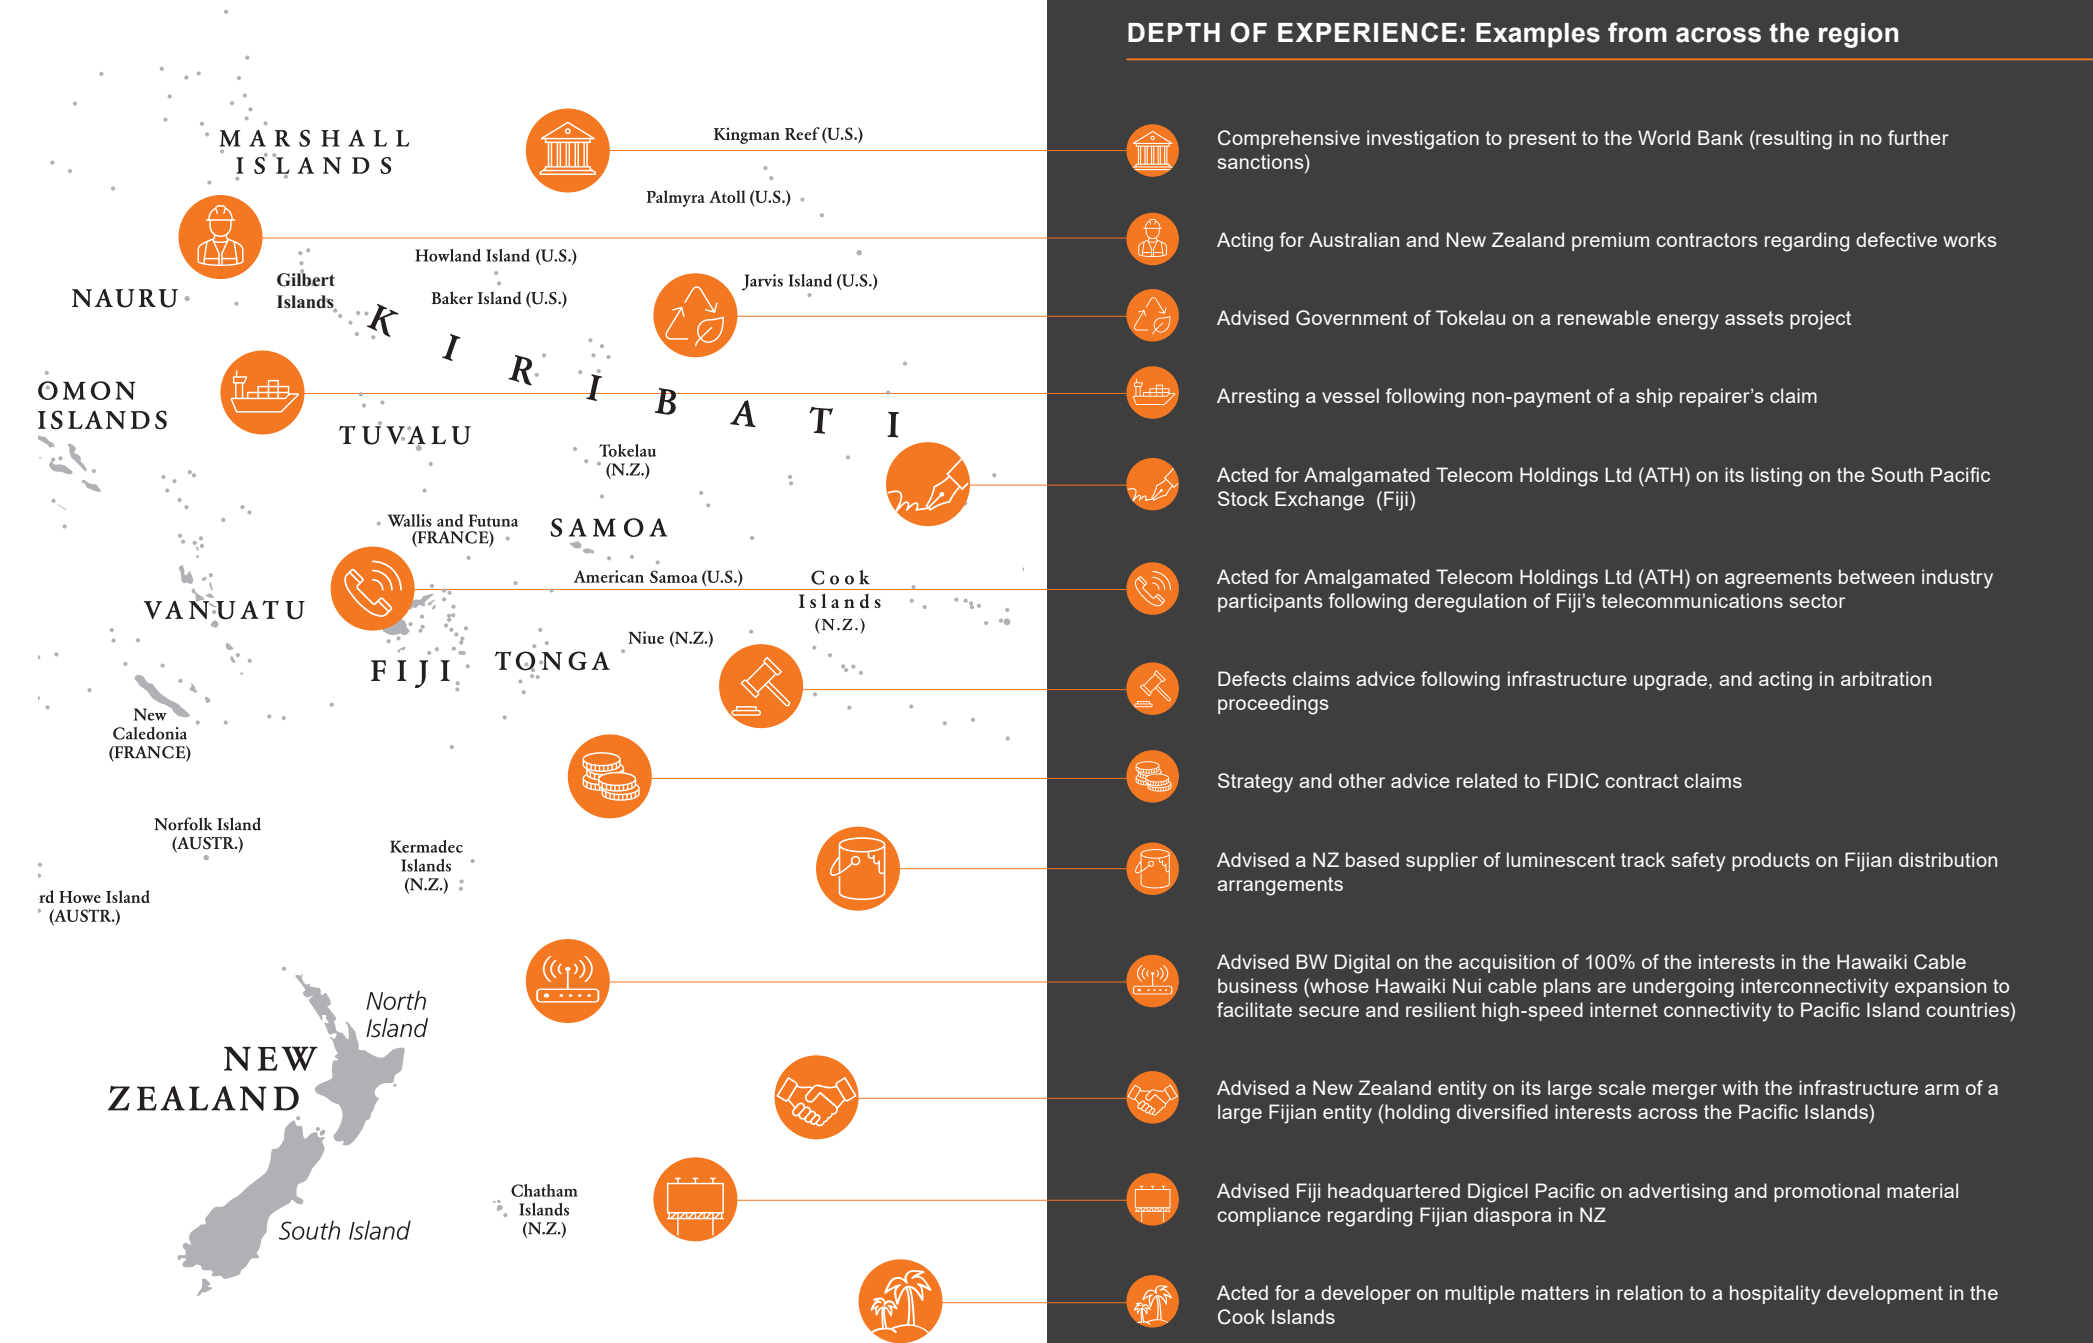 DEPTH OF EXPERIENCE: Examples from across the region
Comprehensive investigation to present to the World Bank (resulting in no further
sanctions)
Acting for Australian and New Zealand premium contractors regarding defective works
Advised Government of Tokelau on a renewable energy assets project
Arresting a vessel following non-payment of a ship repairer’s claim
Acted for Amalgamated Telecom Holdings Ltd (ATH) on its listing on the South Pacific
Stock Exchange  (Fiji)
Acted for Amalgamated Telecom Holdings Ltd (ATH) on agreements between industry
participants following deregulation of Fiji’s telecommunications sector
Defects claims advice following infrastructure upgrade, and acting in arbitration
proceedings
Strategy and other advice related to FIDIC contract claims
Advised a NZ based supplier of luminescent track safety products on Fijian distribution
arrangements
Advised BW Digital on the acquisition of 100% of the interests in the Hawaiki Cable
business (whose Hawaiki Nui cable plans are undergoing interconnectivity expansion to
facilitate secure and resilient high-speed internet connectivity to Pacific Island countries)
Advised a New Zealand entity on its large scale merger with the infrastructure arm of a
large Fijian entity (holding diversified interests across the Pacific Islands)
Advised Fiji headquartered Digicel Pacific on advertising and promotional material
compliance regarding Fijian diaspora in NZ
Acted for a developer on multiple matters in relation to a hospitality development in the
Cook Islands
MARSHALL
ISLANDS
Kingman Reef (U.S.)
Palmyra Atoll (U.S.)
Howland Island (U.S.)
Baker Island (U.S.)
Jarvis Island (U.S.)
Gilbert
Islands
NAURU
KIRIBATI
OMON
ISLANDS
TUVALU
Tokelau
(N.Z.)
Wallis and Futuna
(FRANCE)
SAMOA
American Samoa (U.S.)
Cook
Islands
(N.Z.)
VANUATU
FIJI
TONGA
Niue (N.Z.)
New
Caledonia
(FRANCE)
Norfolk Island
(AUSTR.)
Kermadec
Islands
(N.Z.)
rd Howe Island
(AUSTR.)
North
Island
NEW
ZEALAND
South Island
Chatham
Islands
(N.Z.)